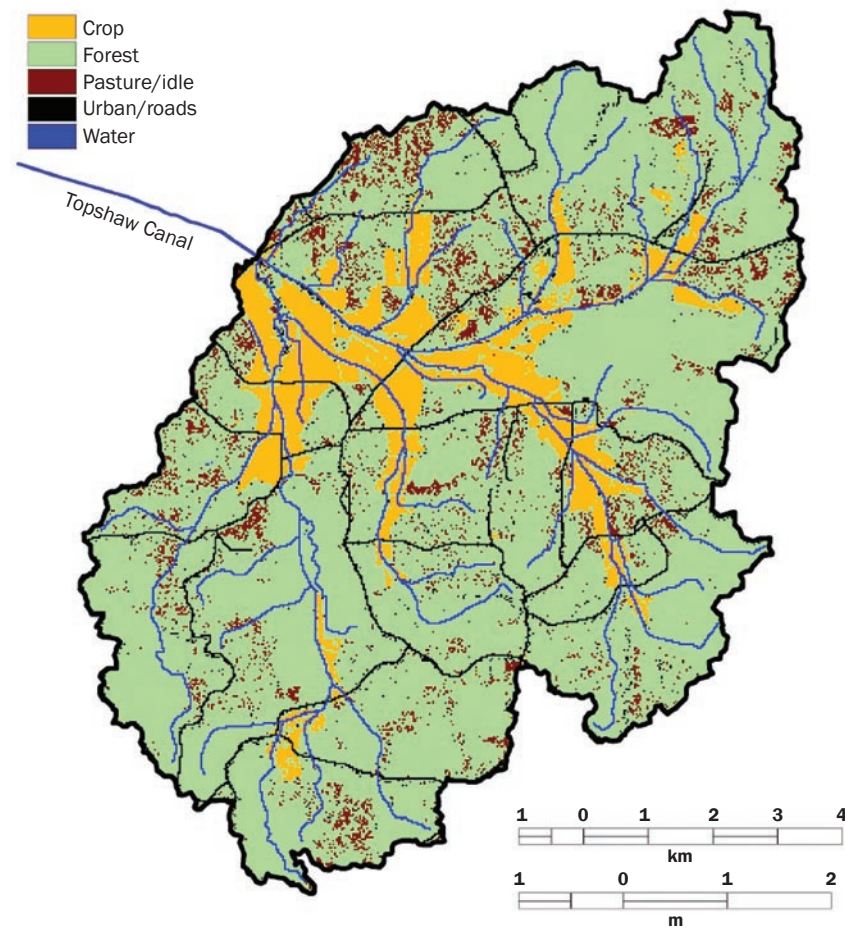 Crop
Forest
Pasture/idle
Urban/roads
Water
Topshaw Canal
1 0 1 2 3 4
km
1 0 1 2
m